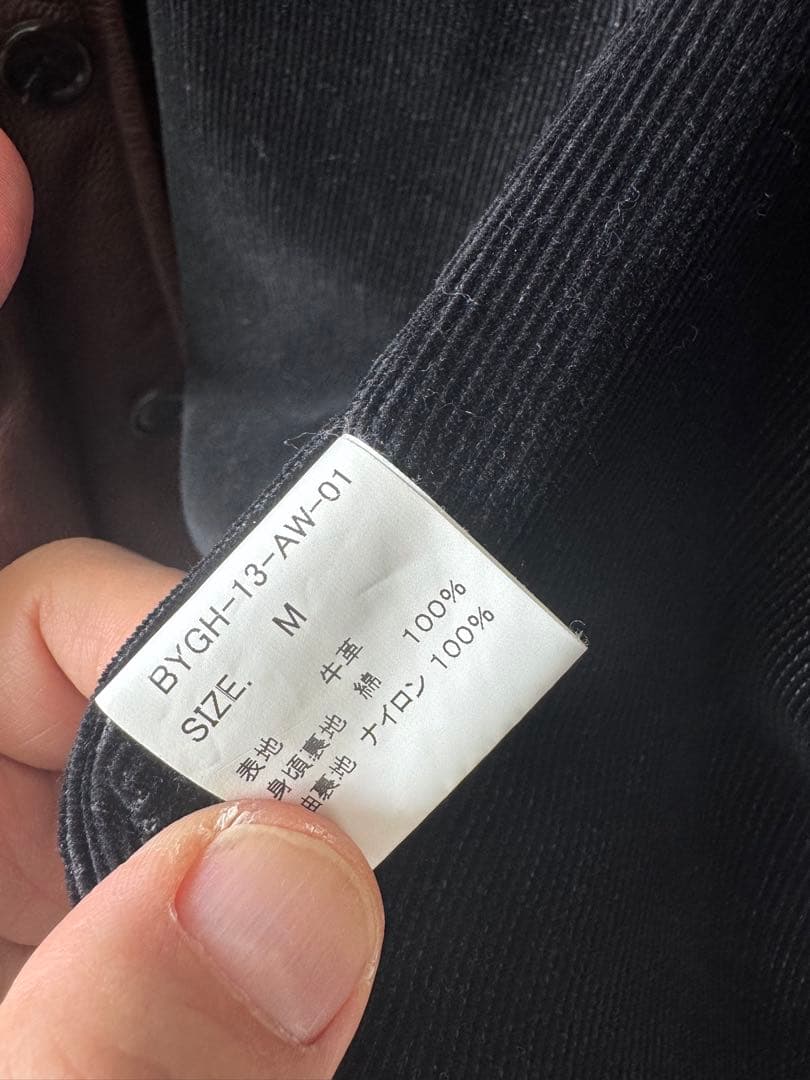 BYGH-13-AW-01
SIZE. M
表地 牛革
身頃裏地 綿 100%
袖裏地 ナイロン 100%